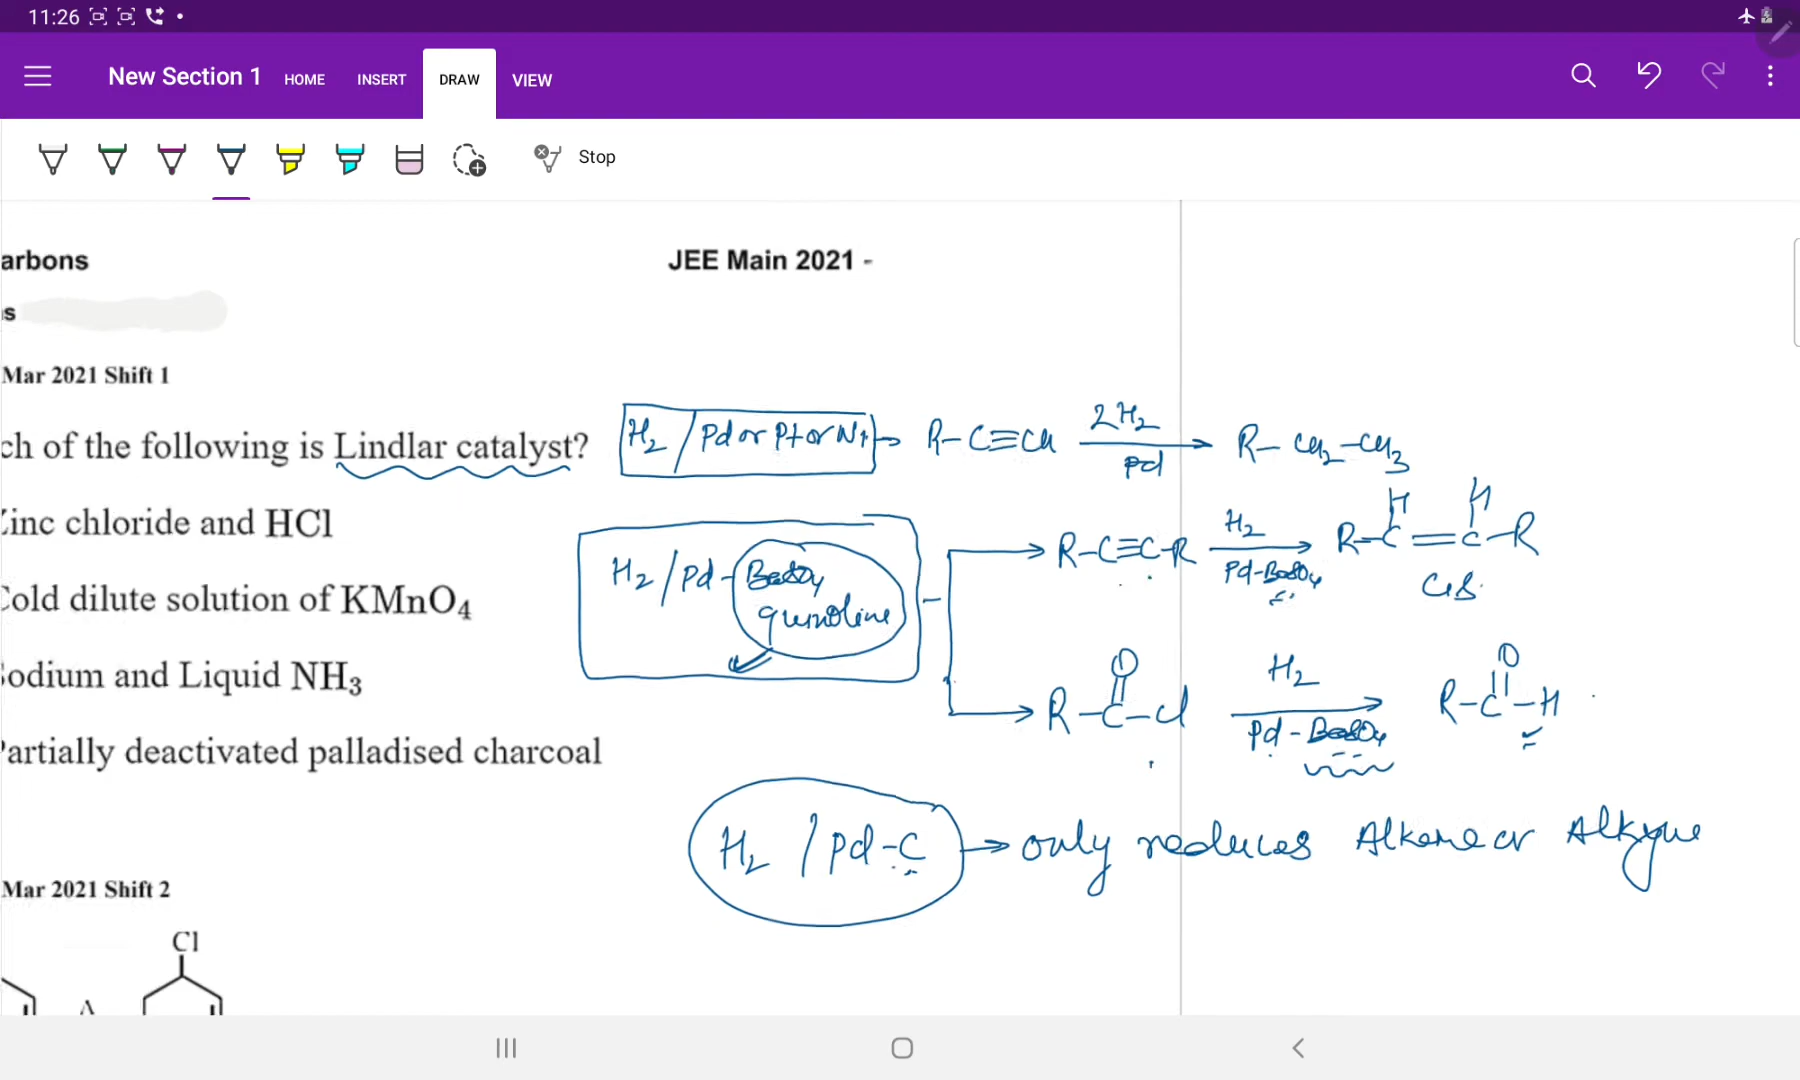 11:26
New Section 1 HOME INSERT DRAW VIEW
Stop
arbons
JEE Main 2021 -
s
Mar 2021 Shift 1
ch of the following is Lindlar catalyst?
H2 / Pd or Pt or Ni → R-C≡CH 2H2 Pd → R-CH2-CH3
Zinc chloride and HCl
H2 / Pd - BaSO4 quinoline
R-C≡C-R H2 Pd-BaSO4 → R-C=C-R H H Cis.
Cold dilute solution of KMnO4
Sodium and Liquid NH3
R-C-Cl O H2 Pd-BaSO4 → R-C-H O
Partially deactivated palladised charcoal
H2 / Pd-C → only reduces Alkene or Alkyne
Mar 2021 Shift 2
Cl